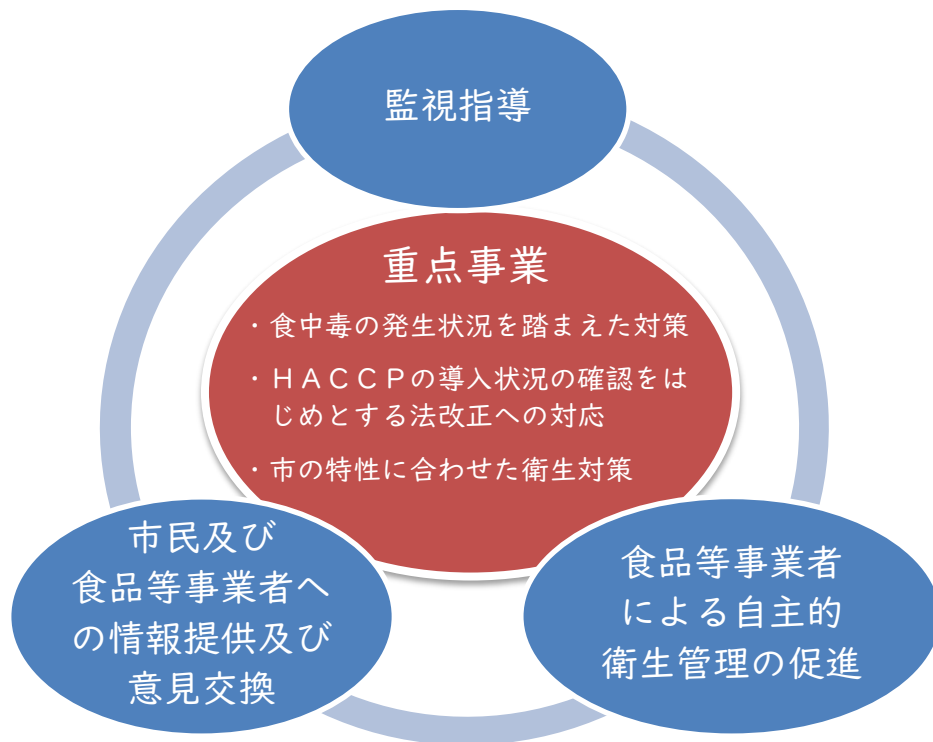 監視指導
重点事業
・食中毒の発生状況を踏まえた対策
・ＨＡＣＣＰの導入状況の確認をは
じめとする法改正への対応
・市の特性に合わせた衛生対策
市民及び
食品等事業者へ
の情報提供及び
意見交換
食品等事業者
による自主的
衛生管理の促進